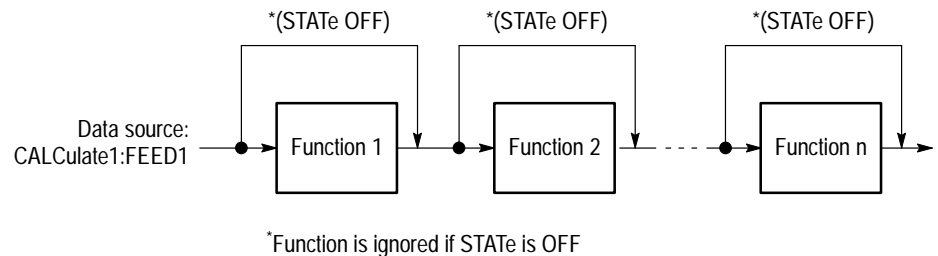 *(STATe OFF)
*(STATe OFF)
*(STATe OFF)
Data source:
CALCulate1:FEED1
Function 1
Function 2
Function n
*Function is ignored if STATe is OFF